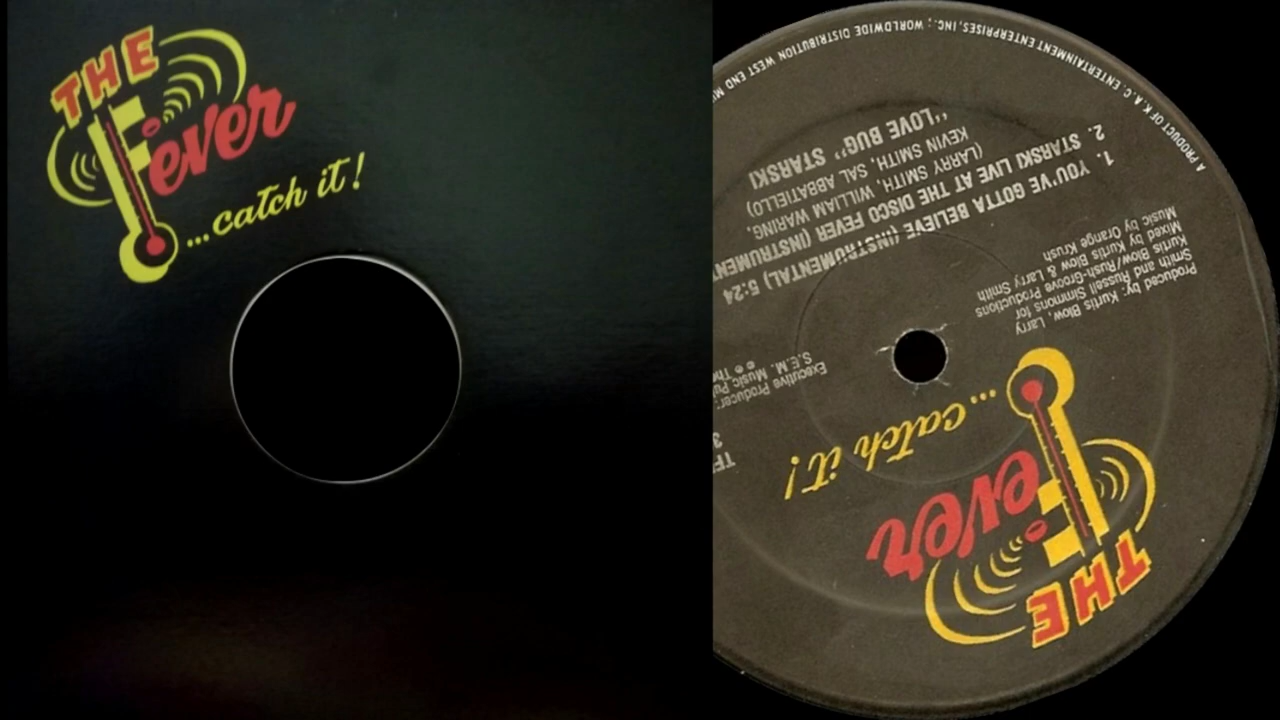 THE
Fever
...catch it!
A PRODUCT OF K.A.C. ENTERTAINMENT ENTERPRISES, INC.; WORLDWIDE DISTRIBUTION WEST END
THE
Fever
...catch it!
Executive Producer:
S.E.M. Music
Produced by: Kurtis Blow, Larry
Smith and Russell Simmons for
Kurtis Blow/Rush-Groove Productions
Mixed by Kurtis Blow & Larry Smith
Music by Orange Krush
1. YOU'VE GOTTA BELIEVE (INSTRUMENTAL) 5:24
2. STARSKI LIVE AT THE DISCO FEVER
(LARRY SMITH, WILLIAM WARING,
KEVIN SMITH, SAL ABBATIELLO)
"LOVE BUG" STARSKI